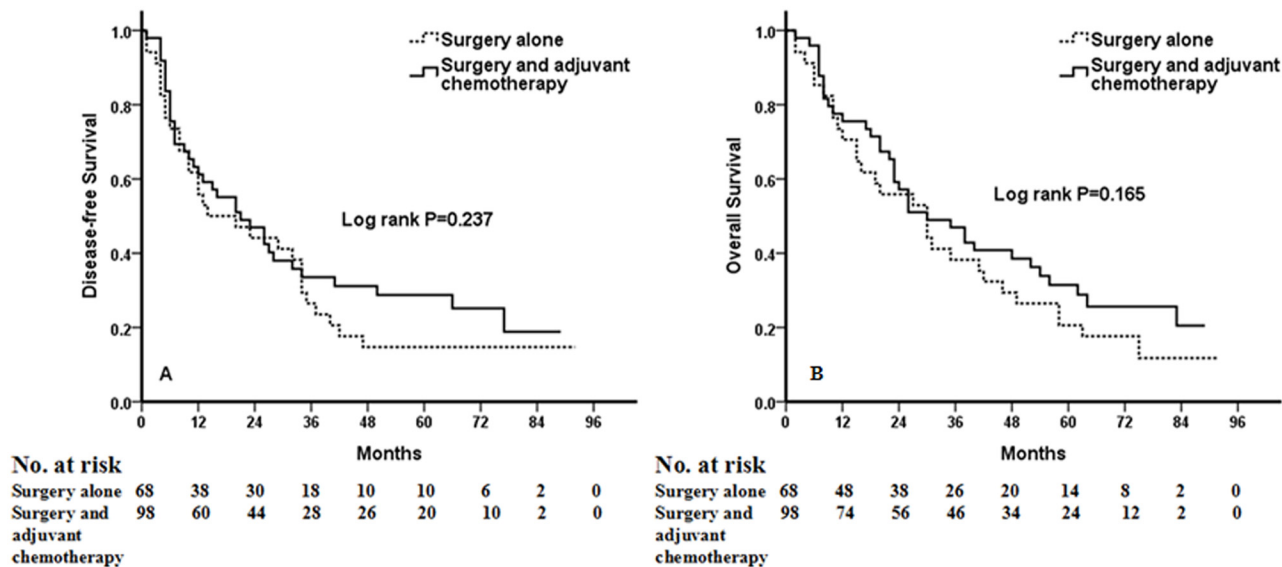 Surgery alone
Surgery and adjuvant
chemotherapy
Disease-free Survival
1.0
0.8
0.6
0.4
0.2
0.0
Log rank P=0.237
A
0 12 24 36 48 60 72 84 96
Months
No. at risk
Surgery alone 68 38 30 18 10 10 6 2 0
Surgery and 98 60 44 28 26 20 10 2 0
adjuvant
chemotherapy
Surgery alone
Surgery and adjuvant
chemotherapy
Overall Survival
1.0
0.8
0.6
0.4
0.2
0.0
Log rank P=0.165
B
0 12 24 36 48 60 72 84 96
Months
No. at risk
Surgery alone 68 48 38 26 20 14 8 2 0
Surgery and 98 74 56 46 34 24 12 2 0
adjuvant
chemotherapy